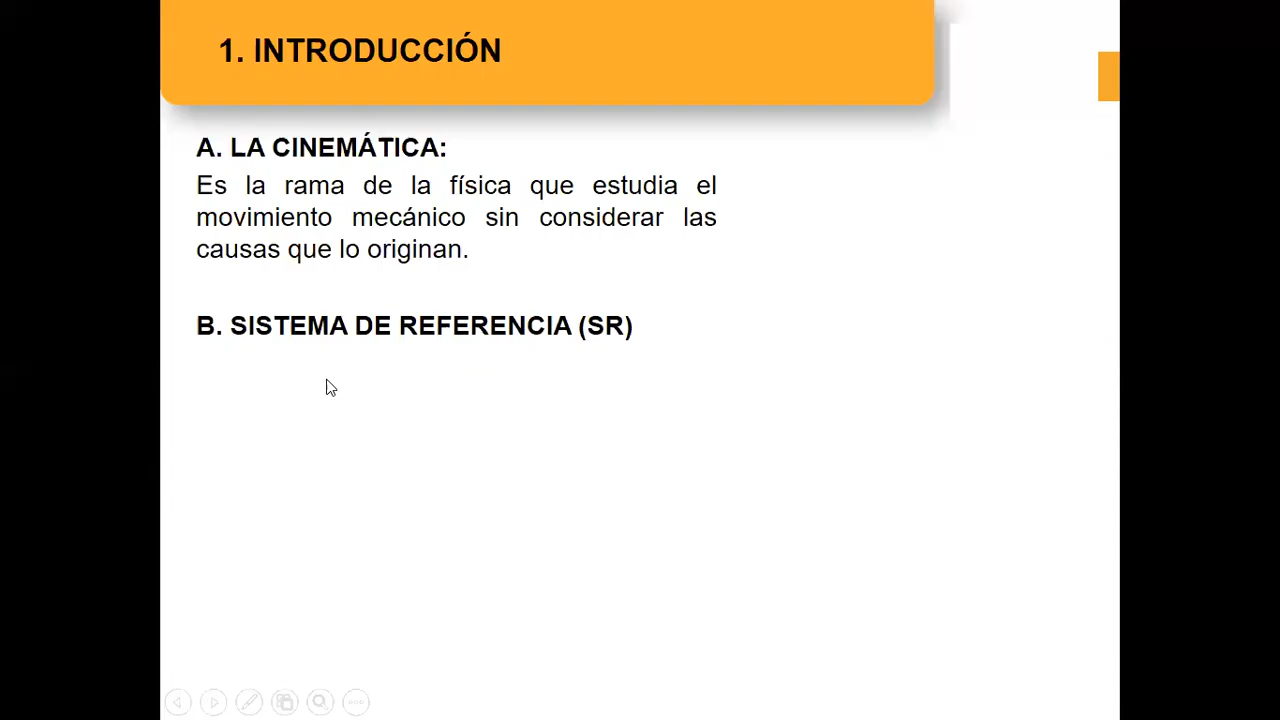 1. INTRODUCCIÓN
A. LA CINEMÁTICA:
Es la rama de la física que estudia el
movimiento mecánico sin considerar las
causas que lo originan.
B. SISTEMA DE REFERENCIA (SR)